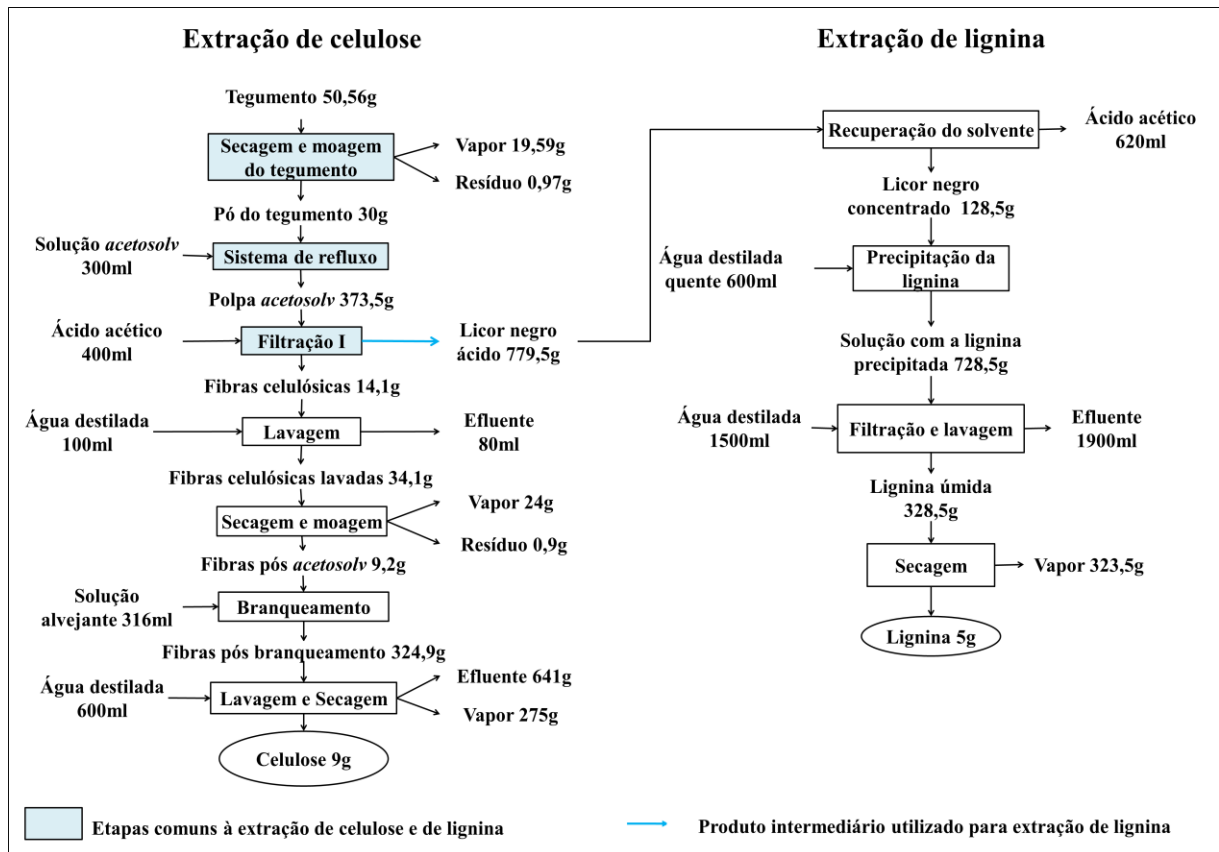 Extração de celulose
Tegumento 50,56g
Secagem e moagem
do tegumento
Vapor 19,59g
Resíduo 0,97g
Pó do tegumento 30g
Solução acetosolv
300ml
Sistema de refluxo
Polpa acetosolv 373,5g
Ácido acético
400ml
Filtração I
Licor negro
ácido 779,5g
Fibras celulósicas 14,1g
Água destilada
100ml
Lavagem
Efluente
80ml
Fibras celulósicas lavadas 34,1g
Secagem e moagem
Vapor 24g
Resíduo 0,9g
Fibras pós acetosolv 9,2g
Solução
alvejante 316ml
Branqueamento
Fibras pós branqueamento 324,9g
Água destilada
600ml
Lavagem e Secagem
Efluente 641g
Vapor 275g
Celulose 9g
Extração de lignina
Recuperação do solvente
Ácido acético
620ml
Licor negro
concentrado 128,5g
Água destilada
quente 600ml
Precipitação da
lignina
Solução com a lignina
precipitada 728,5g
Água destilada
1500ml
Filtração e lavagem
Efluente
1900ml
Lignina úmida
328,5g
Secagem
Vapor 323,5g
Lignina 5g
Etapas comuns à extração de celulose e de lignina
Produto intermediário utilizado para extração de lignina